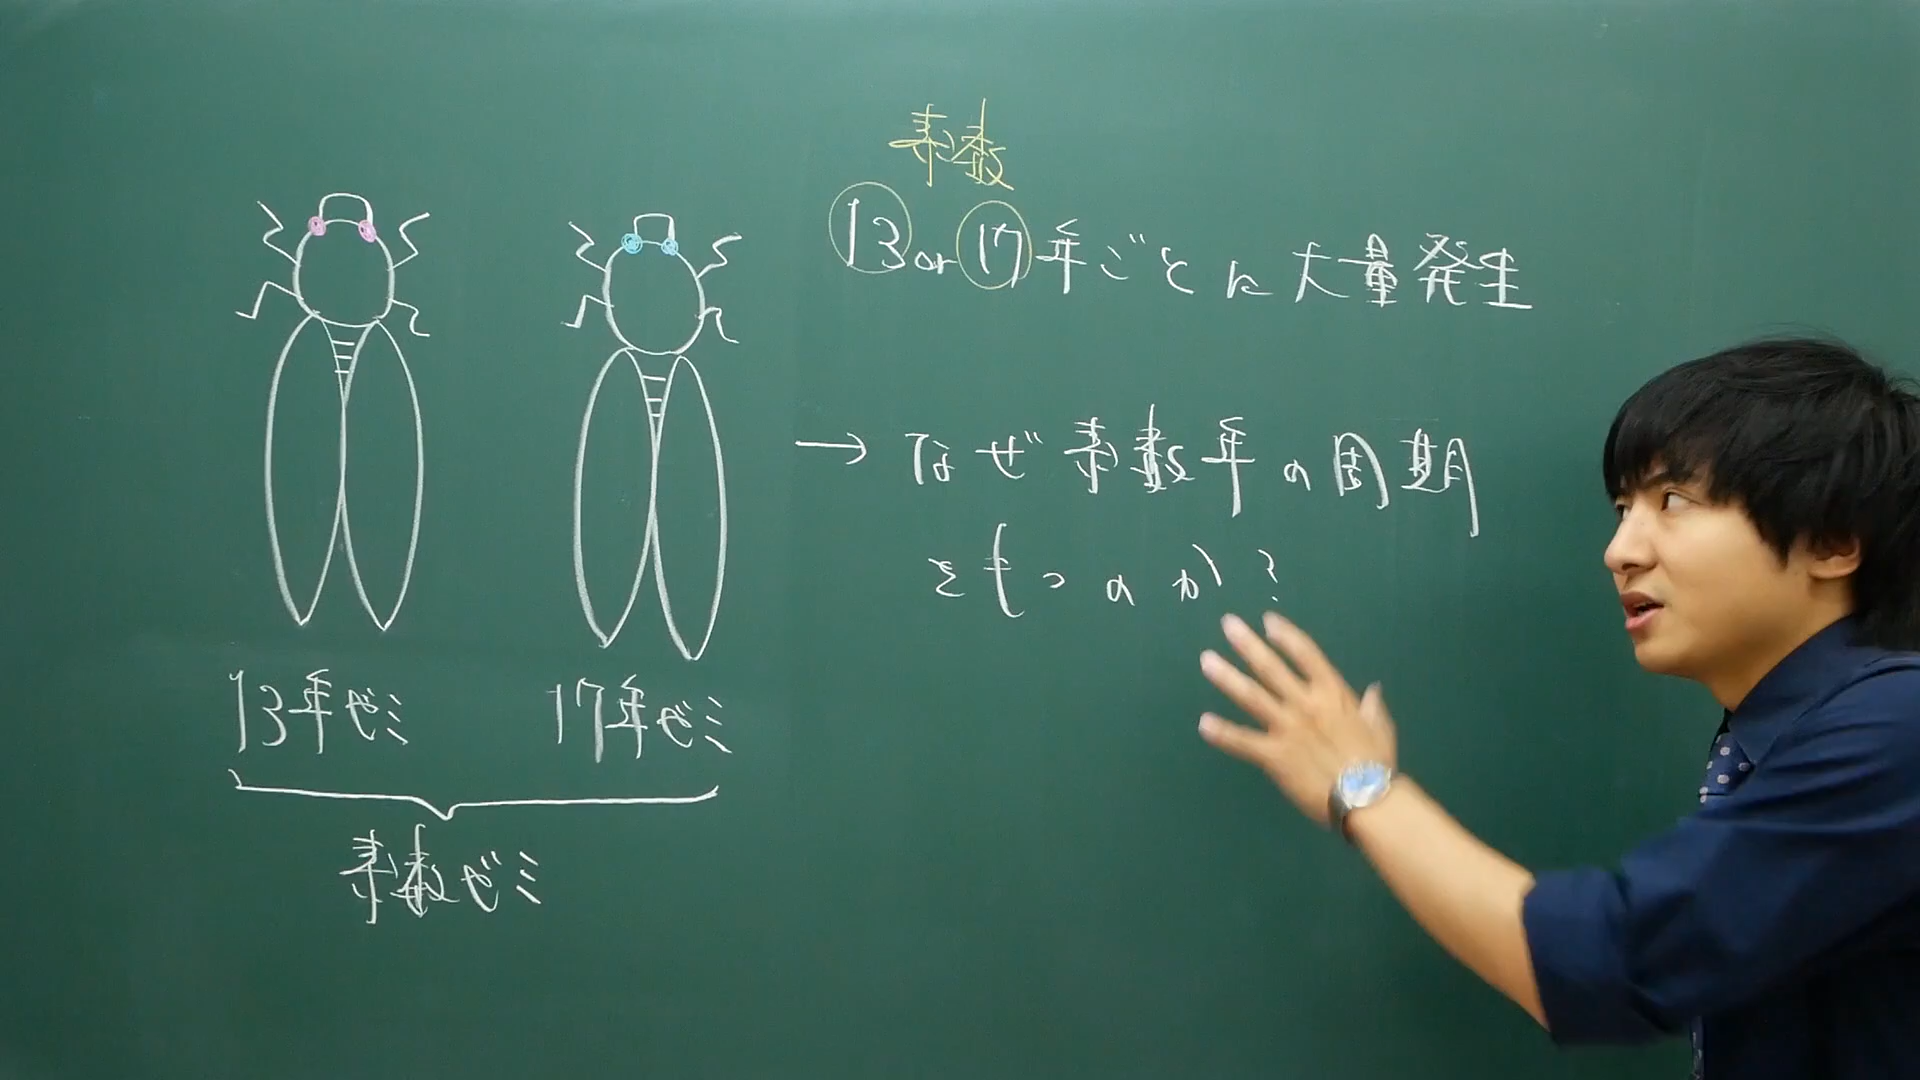 素数
13 or 17年ごとに大量発生
→ なぜ素数年の周期
をもつのか?
13年ゼミ 17年ゼミ
素数ゼミ